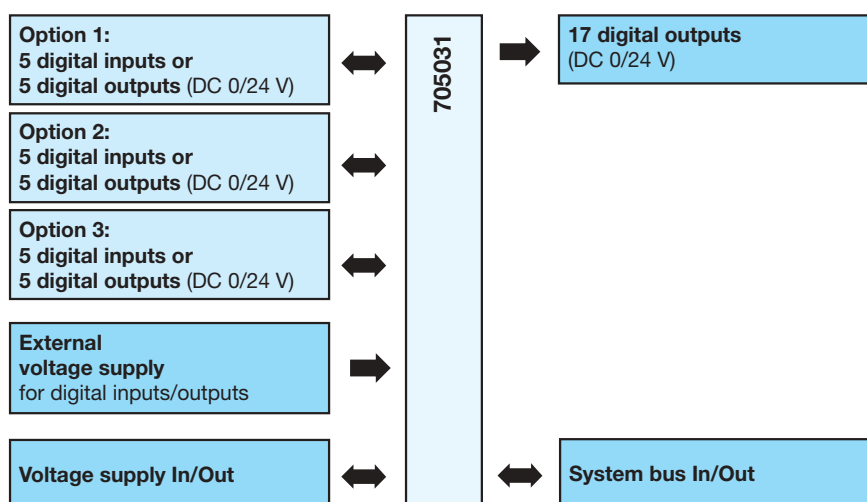 Option 1:
5 digital inputs or
5 digital outputs (DC 0/24 V)
Option 2:
5 digital inputs or
5 digital outputs (DC 0/24 V)
Option 3:
5 digital inputs or
5 digital outputs (DC 0/24 V)
External
voltage supply
for digital inputs/outputs
Voltage supply In/Out
705031
17 digital outputs
(DC 0/24 V)
System bus In/Out